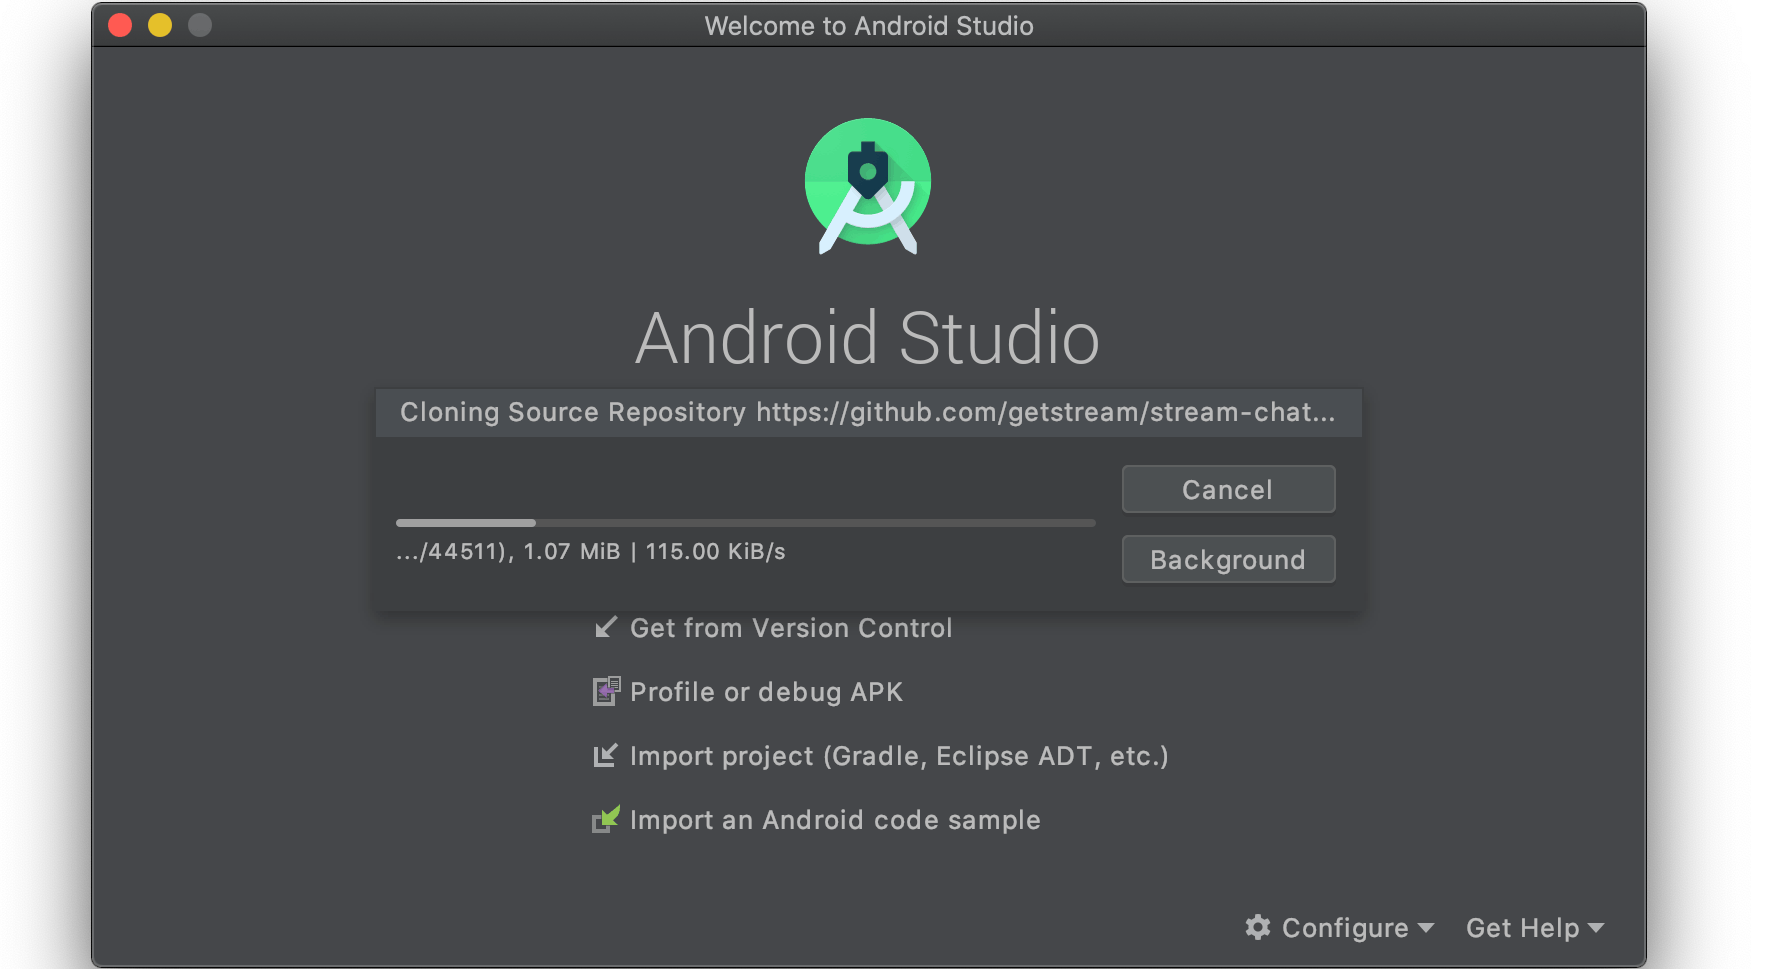 Welcome to Android Studio
Android Studio
Cloning Source Repository https://github.com/getstream/stream-chat...
Cancel
.../44511), 1.07 MiB | 115.00 KiB/s
Background
Get from Version Control
Profile or debug APK
Import project (Gradle, Eclipse ADT, etc.)
Import an Android code sample
Configure Get Help